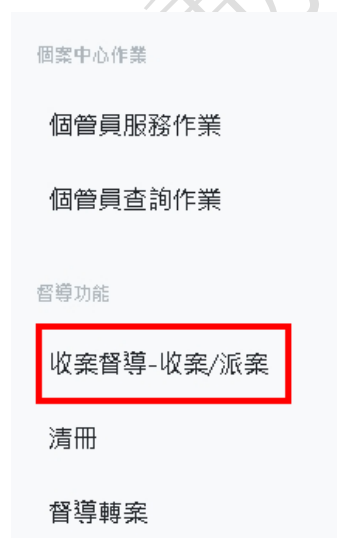 個案中心作業
個管員服務作業
個管員查詢作業
督導功能
收案督導-收案/派案
清冊
督導轉案